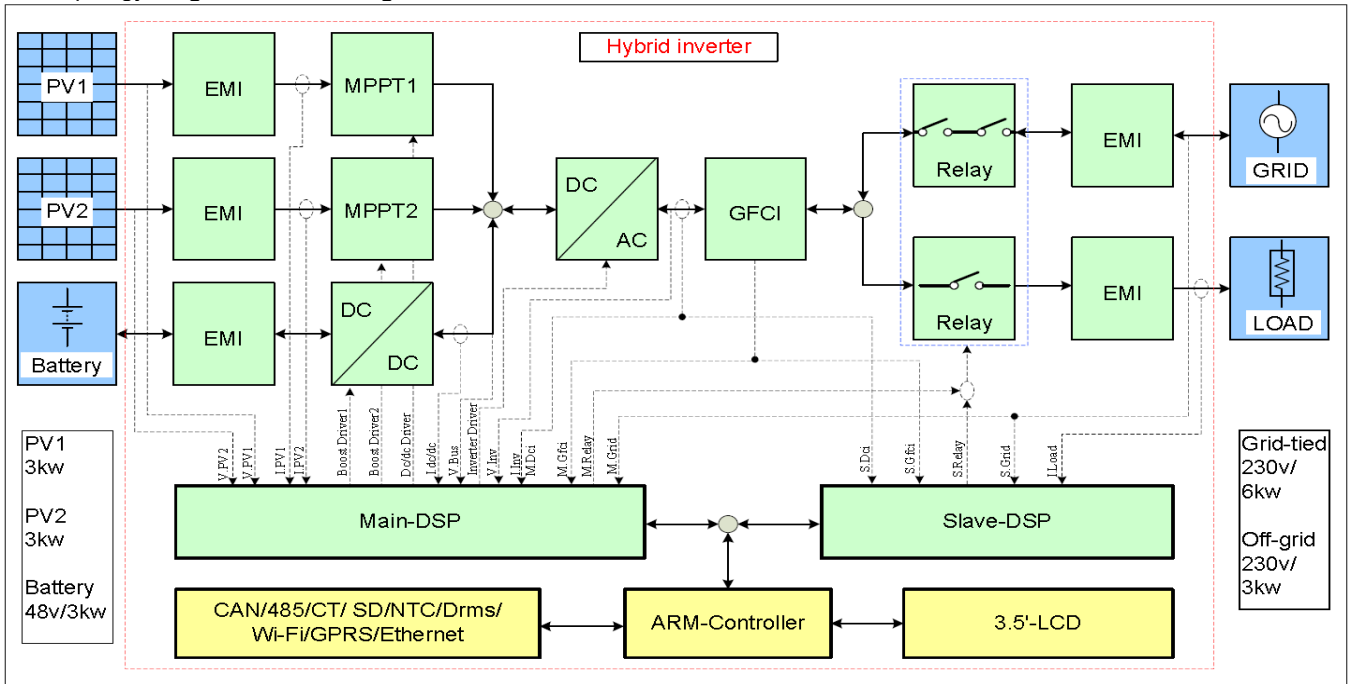 Hybrid inverter
PV1
EMI
MPPT1
Relay
EMI
GRID
PV2
EMI
MPPT2
DC
AC
GFCI
Battery
EMI
DC
DC
Relay
EMI
LOAD
V.PV2
V.PV1
I.PV1
I.PV2
Boost Driver1
Boost Driver2
Dc/dc Driver
I.dc/dc
V.Bus
Inverter Driver
V.Inv
I.Inv
M.Dci
M.Gfci
M.Relay
M.Grid
S.Dci
S.Gfci
S.Relay
S.Grid
I.Load
PV1
3kw
PV2
3kw
Battery
48v/3kw
Main-DSP
Slave-DSP
Grid-tied
230v/
6kw
Off-grid
230v/
3kw
CAN/485/CT/ SD/NTC/Drms/
Wi-Fi/GPRS/Ethernet
ARM-Controller
3.5'-LCD